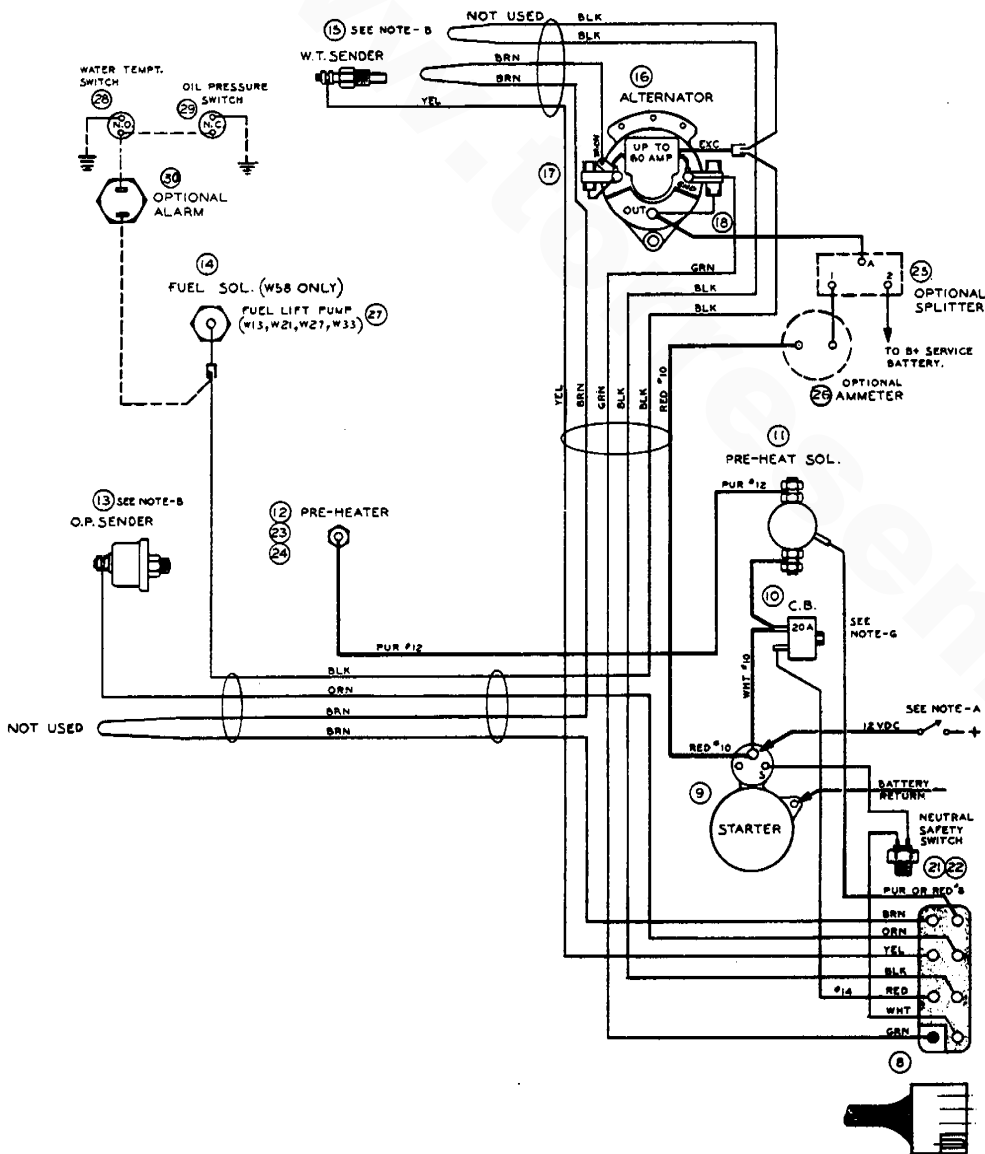 NOT USED
BLK
BLK
15 SEE NOTE-B
W.T. SENDER
BRN
BRN
YEL
WATER TEMPT.
SWITCH
28
N.O.
OIL PRESSURE
SWITCH
29
N.C.
16
ALTERNATOR
UP TO
60 AMP
EXC
17
OUT
18
30
OPTIONAL
ALARM
GRN
BLK
BLK
A
1
2
25
OPTIONAL
SPLITTER
TO B+ SERVICE
BATTERY.
OPTIONAL
26 AMMETER
14
FUEL SOL. (W58 ONLY)
FUEL LIFT PUMP
(W13, W21, W27, W33) 27
YEL
BRN
GRN
BLK
BLK
RED #10
11
PRE-HEAT SOL.
PUR #12
13 SEE NOTE-B
O.P. SENDER
12 PRE-HEATER
23
24
10
C.B.
20A
SEE
NOTE-G
PUR #12
WHT #10
BLK
ORN
BRN
BRN
NOT USED
SEE NOTE-A
12 VDC
+
RED #10
S
9
STARTER
BATTERY
RETURN
NEUTRAL
SAFETY
SWITCH
21 22
PUR OR RED #8
BRN
ORN
YEL
BLK
#14 RED
WHT
GRN
8